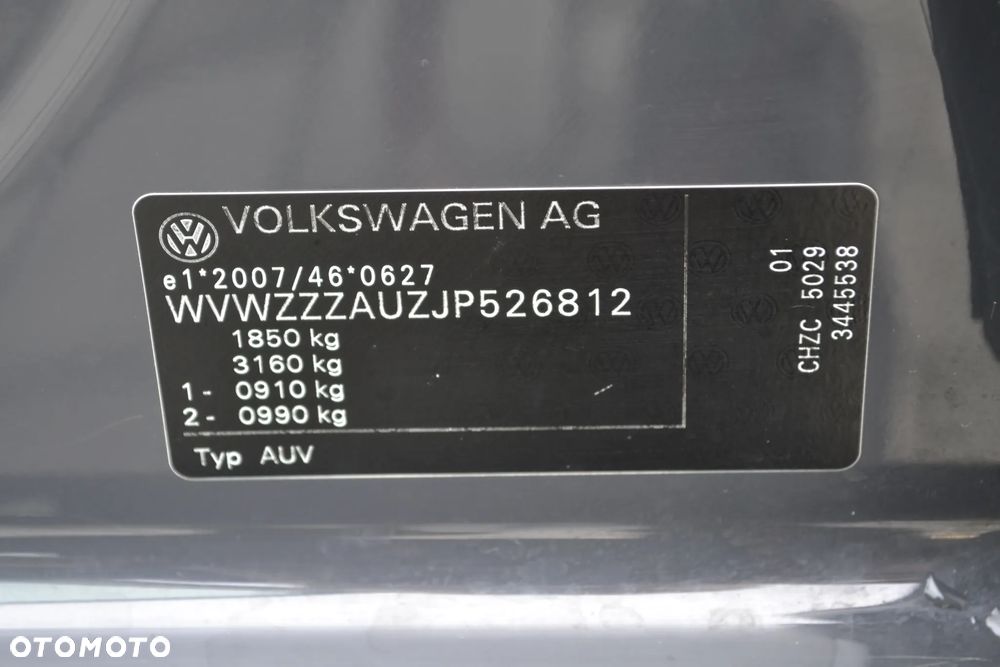 VOLKSWAGEN AG
e1*2007/46*0627
WVWZZZAUZJP526812
1850 kg
3160 kg
1- 0910 kg
2- 0990 kg
Typ AUV
01
CHZC 5029
3445538
OTOMOTO